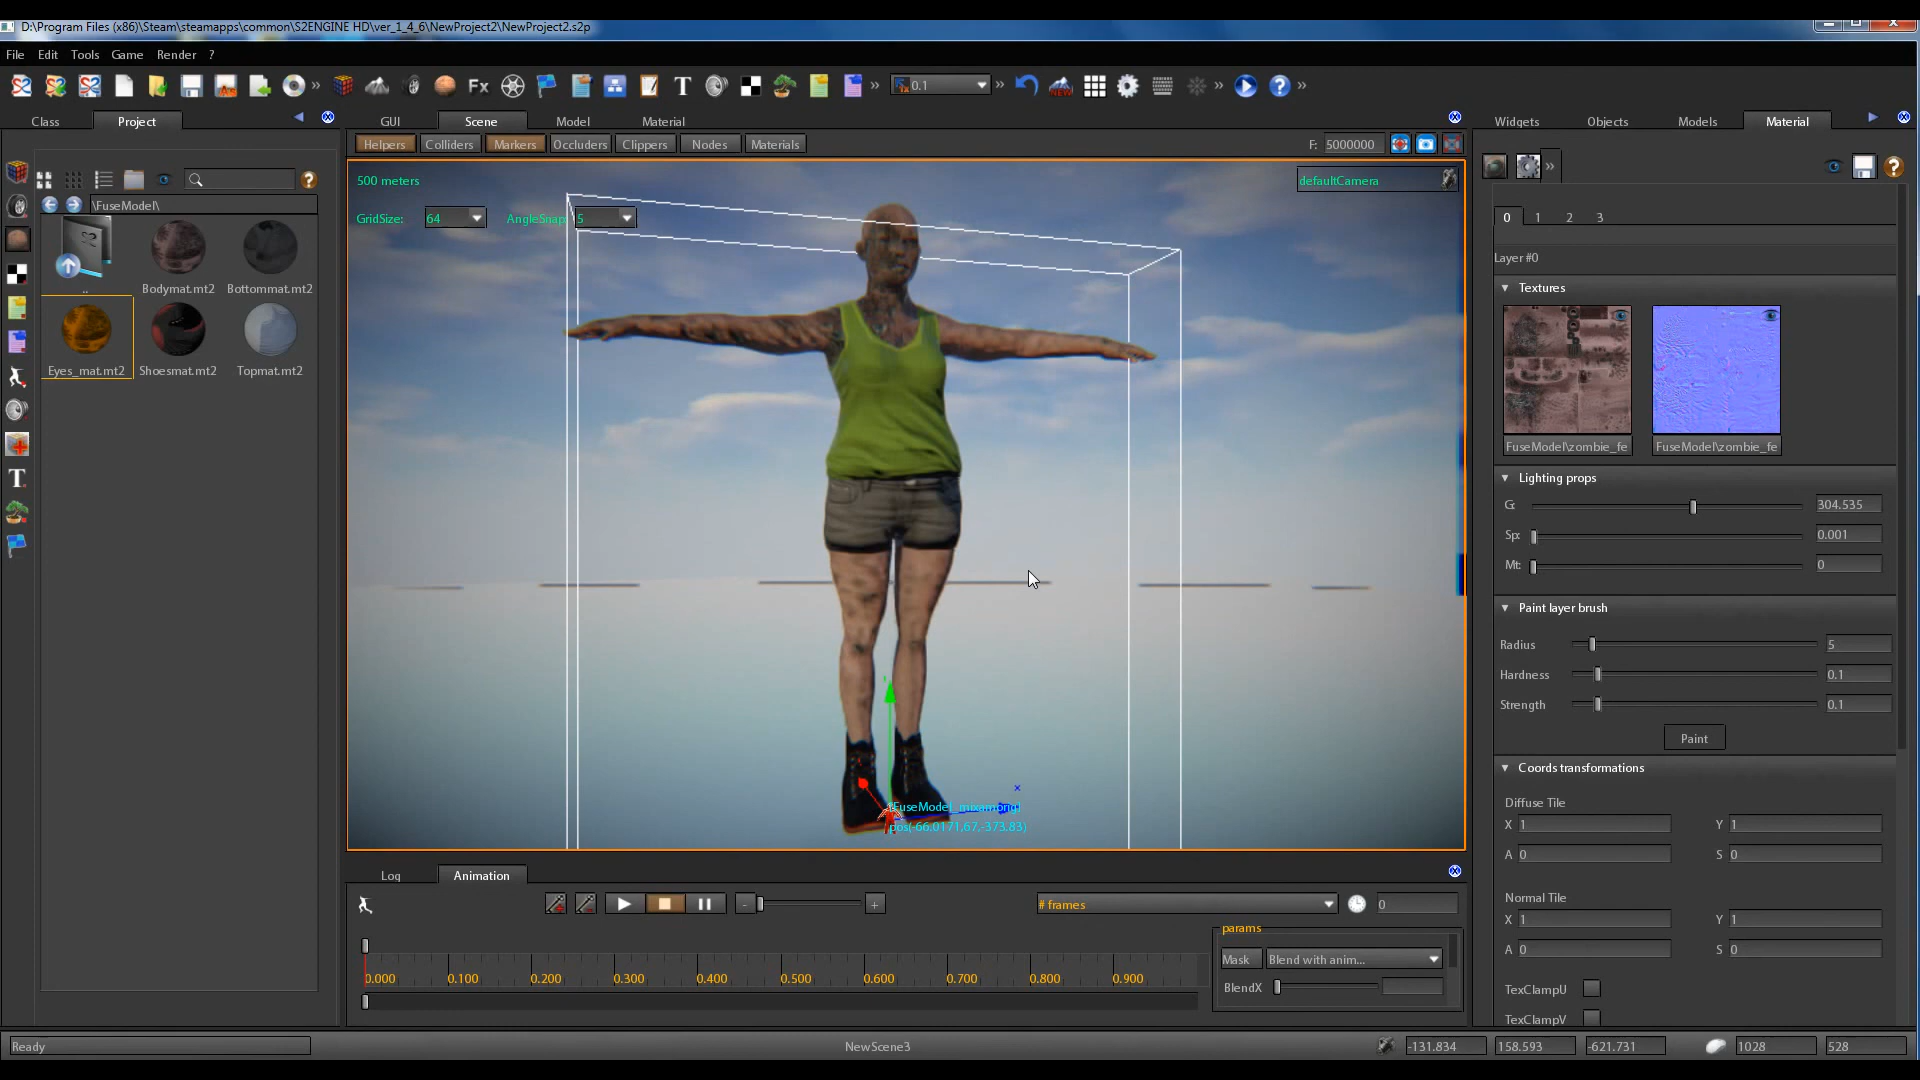 D:\Program Files (x86)\Steam\steamapps\common\S2ENGINE HD\ver_1_4_6\NewProject2\NewProject2.s2p
File Edit Tools Game Render ?
Fx T 0.1
Class Project
GUI Scene Model Material
Widgets Objects Models Material
Helpers Colliders Markers Occluders Clippers Nodes Materials F: 5000000
\FuseModel\
500 meters
defaultCamera
GridSize: 64 AngleSnap: 5
0 1 2 3
Layer #0
..
Bodymat.mt2
Bottommat.mt2
Eyes_mat.mt2
Shoesmat.mt2
Topmat.mt2
Textures
FuseModel\zombie_fe
FuseModel\zombie_fe
Lighting props
G: 304.535
Sp: 0.001
Mt: 0
Paint layer brush
Radius 5
Hardness 0.1
Strength 0.1
Paint
Coords transformations
Diffuse Tile
X 1 Y 1
A 0 S 0
Normal Tile
X 1 Y 1
A 0 S 0
TexClampU
TexClampV
pos(-66.0171,67,-373,83)
Log Animation
# frames 0
params
Mask Blend with anim...
BlendX
0.000 0.100 0.200 0.300 0.400 0.500 0.600 0.700 0.800 0.900
Ready NewScene3 -131.834 158.593 -621.731 1028 528